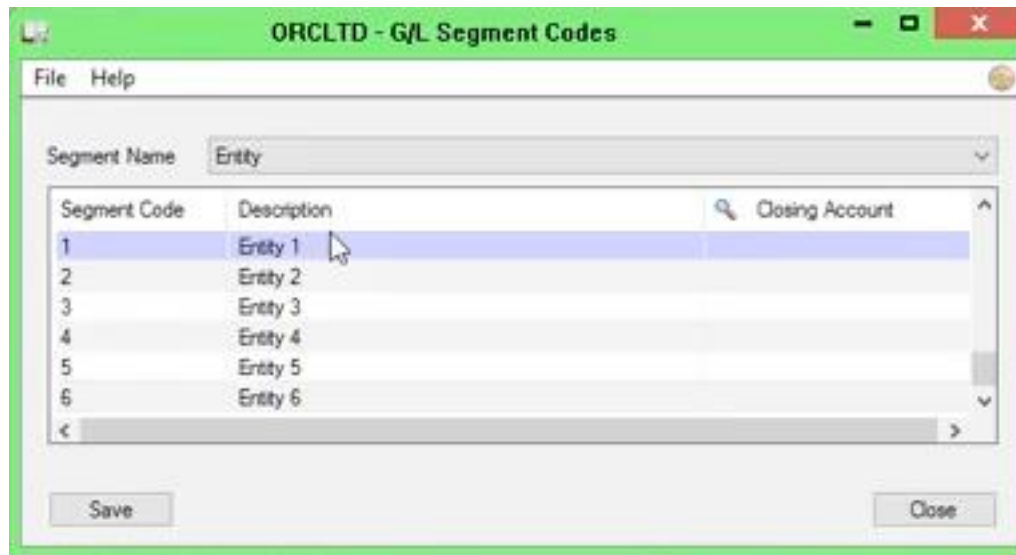 ORCLTD - G/L Segment Codes
File Help
Segment Name Entity
Segment Code Description Closing Account
1 Entity 1
2 Entity 2
3 Entity 3
4 Entity 4
5 Entity 5
6 Entity 6
Save Close